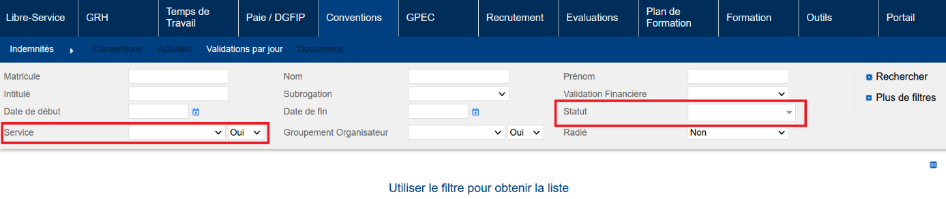 Libre-Service GRH Temps de Travail Paie / DGFIP Conventions GPEC Recrutement Evaluations Plan de Formation Formation Outils Portail
Indemnités Conventions Activités Validations par jour Documents
Matricule Nom Prénom Rechercher
Intitulé Subrogation Validation Financière Plus de filtres
Date de début Date de fin Statut
Service Oui Groupement Organisateur Oui Radié Non
Utiliser le filtre pour obtenir la liste